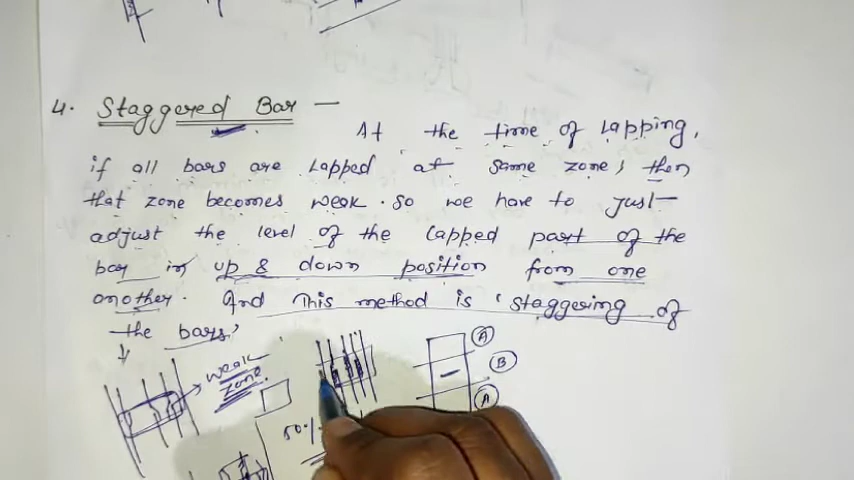 4. Staggered Bar —
At the time of Lapping,
if all bars are Lapped at same zone, then
that zone becomes weak. so we have to just—
adjust the level of the lapped part of the
bar in up & down position from one
another. And This method is 'staggering of
the bars'
weak
zone.
A
B
A
50%